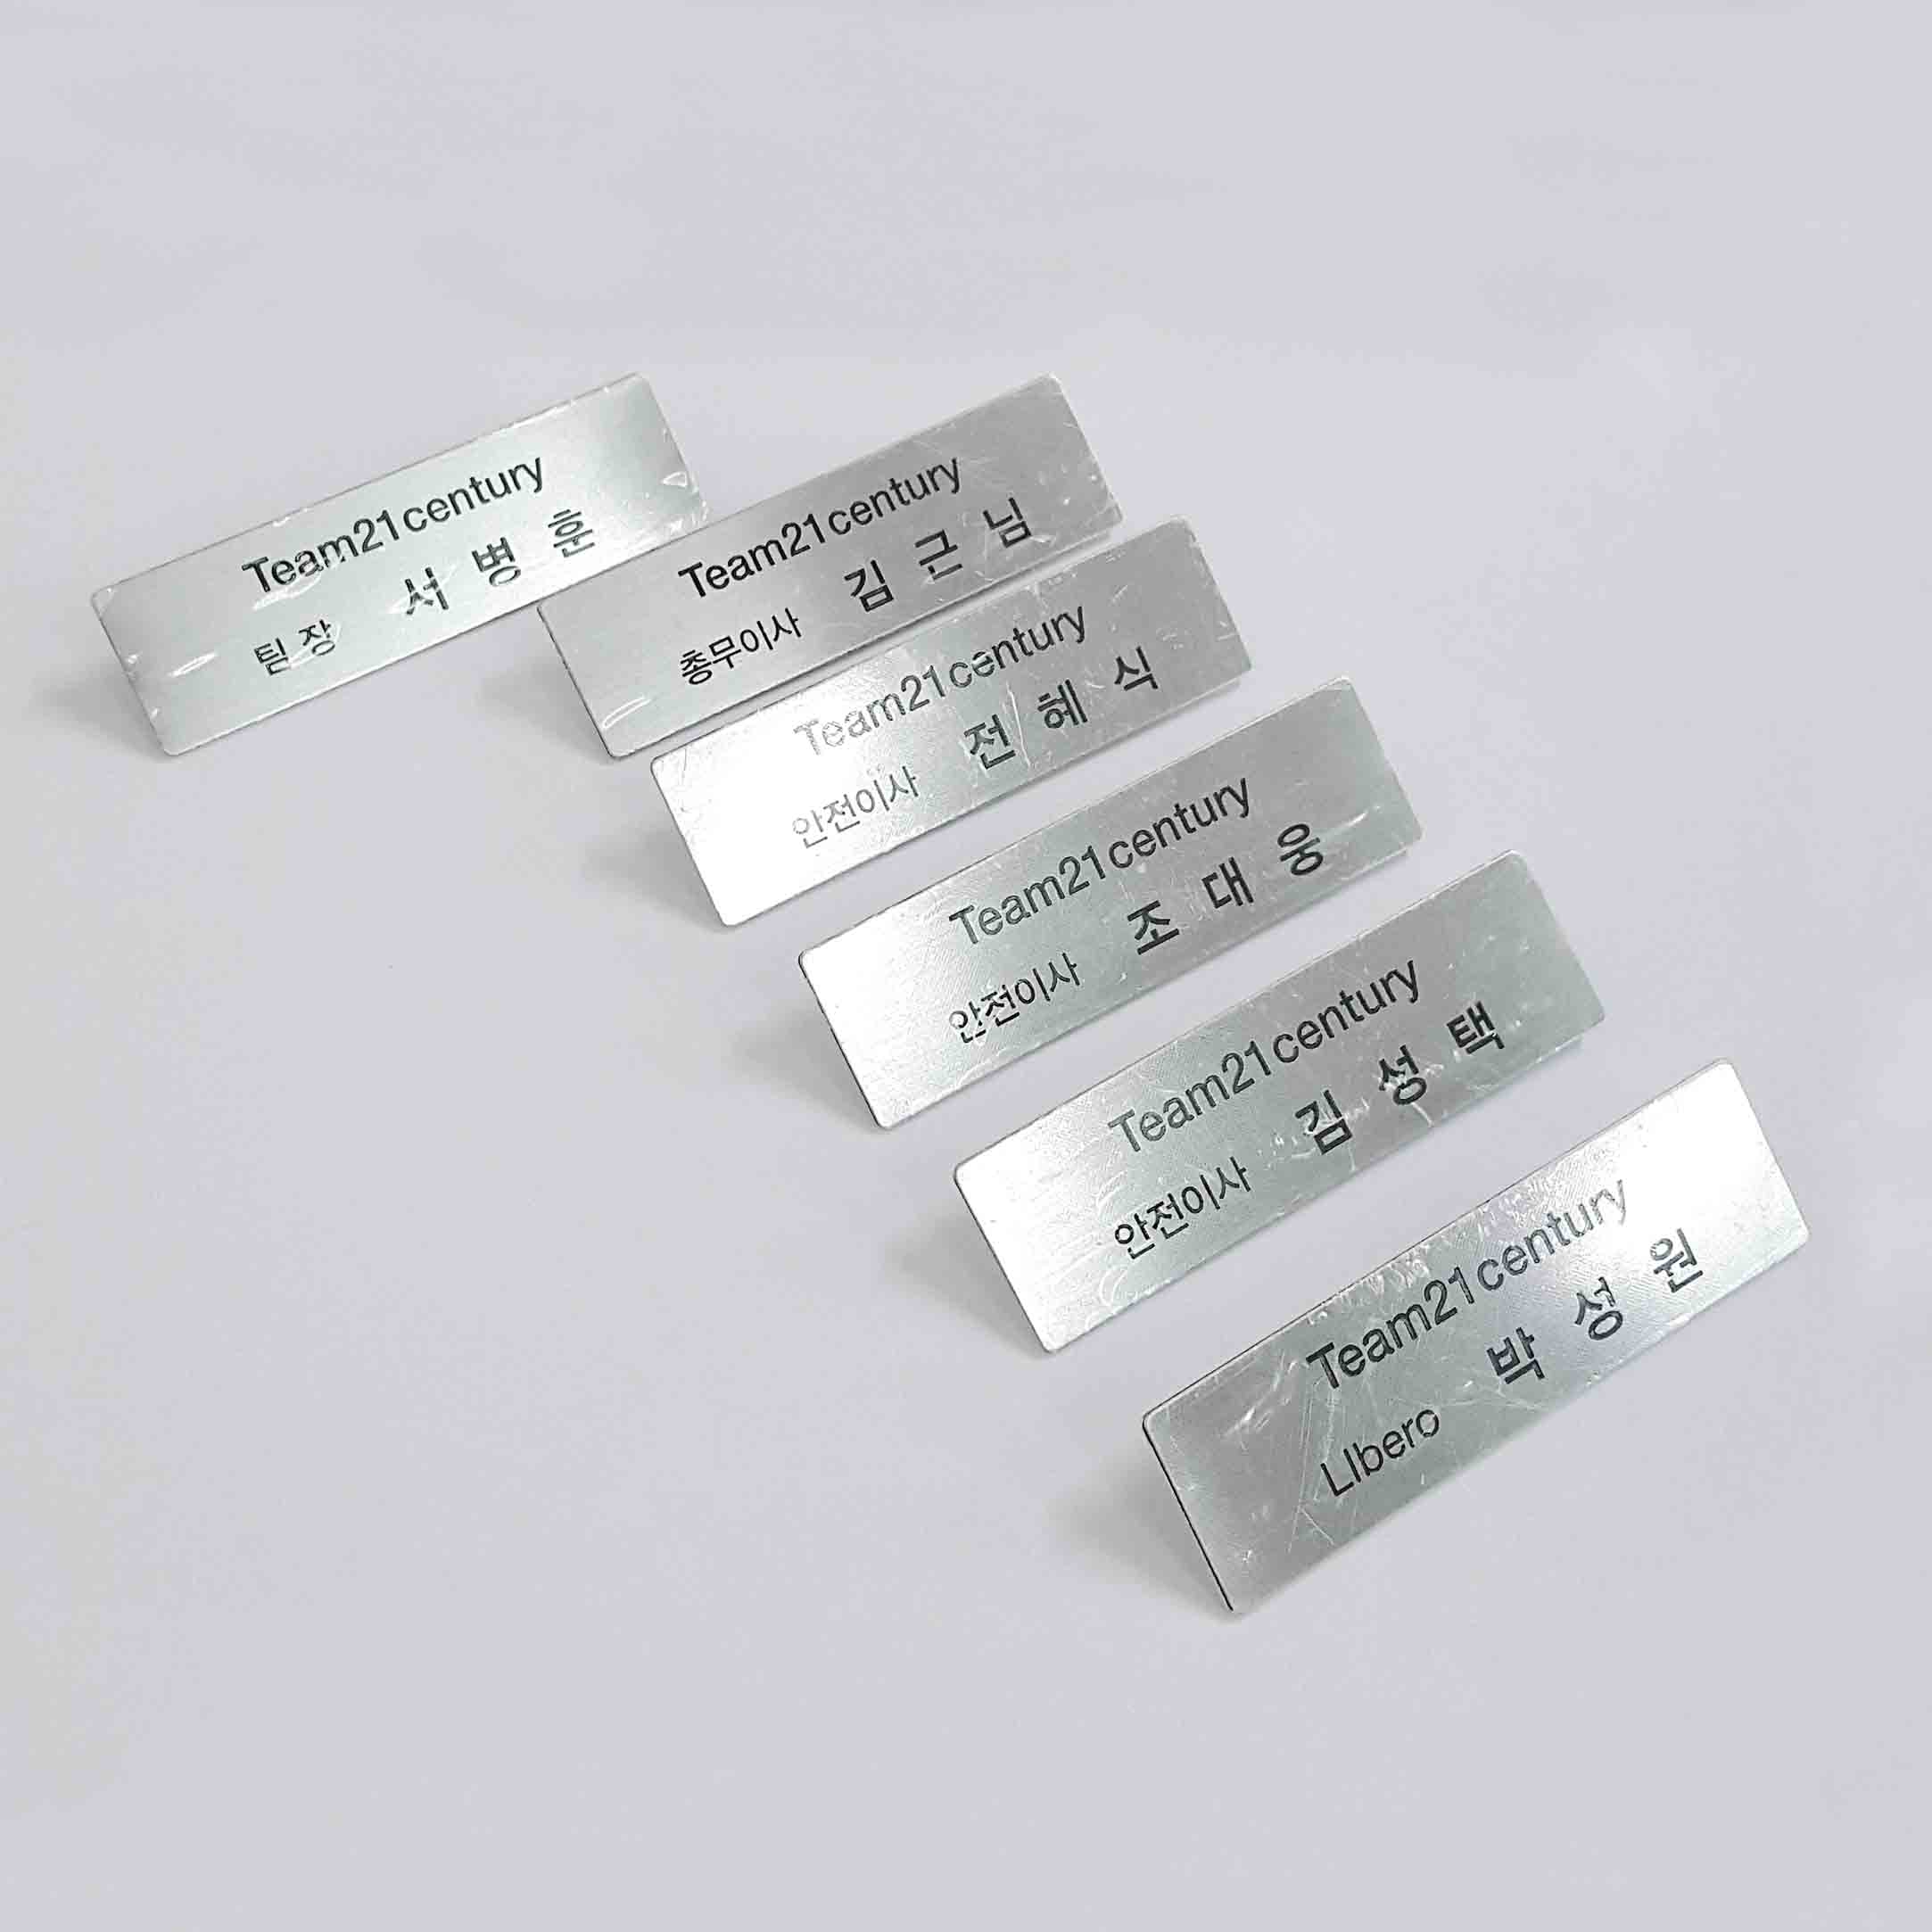 Team21century
팀 장 서 병 훈
Team21century
총무이사 김 근 님
Team21century
안전이사 전 혜 식
Team21century
안전이사 조 대 웅
Team21century
안전이사 김 성 택
Team21century
LIbero 박 성 원